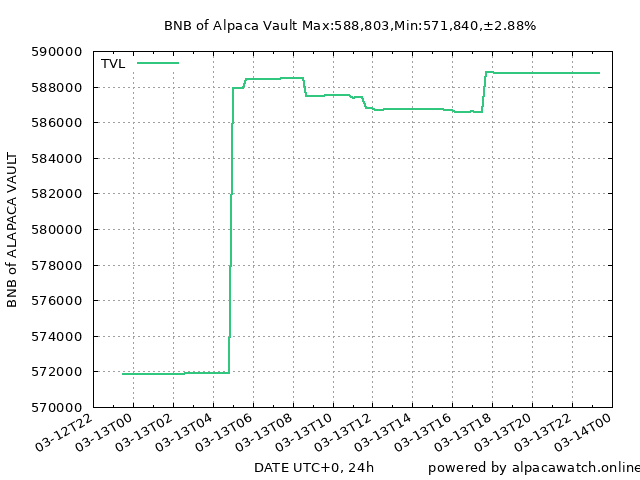 BNB of Alpaca Vault Max:588,803,Min:571,840,±2.88%
TVL
BNB of ALAPACA VAULT
590000
588000
586000
584000
582000
580000
578000
576000
574000
572000
570000
03-12T22
03-13T00
03-13T02
03-13T04
03-13T06
03-13T08
03-13T10
03-13T12
03-13T14
03-13T16
03-13T18
03-13T20
03-13T22
03-14T00
DATE UTC+0, 24h
powered by alpacawatch.online